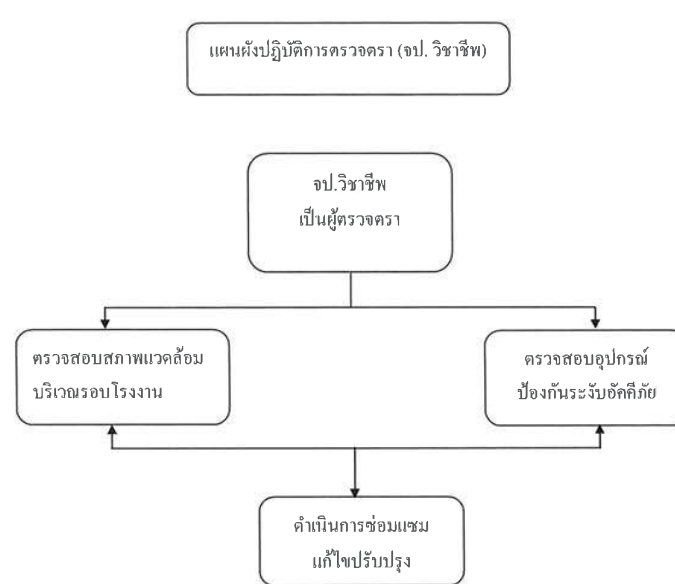 แผนผังปฏิบัติการตรวจตรา (จป. วิชาชีพ)
จป.วิชาชีพ
เป็นผู้ตรวจตรา
ตรวจสอบสภาพแวดล้อม
บริเวณรอบโรงงาน
ตรวจสอบอุปกรณ์
ป้องกันระงับอัคคีภัย
ดำเนินการซ่อมแซม
แก้ไขปรับปรุง